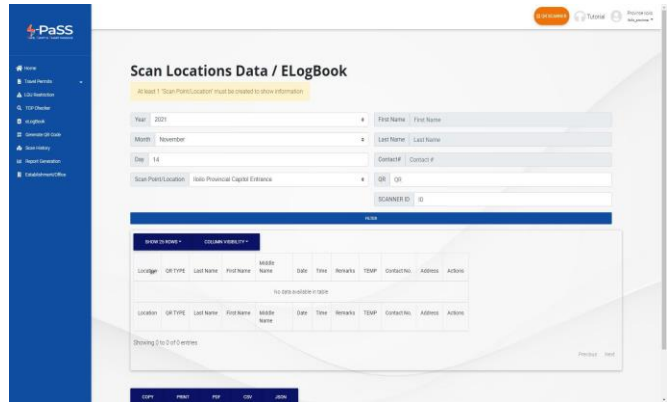 S-PaSS
Tutorial
Home
Travel Permits
LGU Restriction
TCP Checker
eLogBook
Generate QR Code
Scan History
Report Generation
Establishment/Office
Scan Locations Data / ELogBook
At least 1 'Scan Point/Location' must be created to show information
Year 2021
First Name First Name
Month November
Last Name Last Name
Day 14
Contact# Contact #
Scan Point/Location Iloilo Provincial Capitol Entrance
QR QR
SCANNER ID ID
FILTER
SHOW 25 ROWS COLUMN VISIBILITY
Location QR TYPE Last Name First Name Middle Name Date Time Remarks TEMP Contact No. Address Actions
No data available in table
Location QR TYPE Last Name First Name Middle Name Date Time Remarks TEMP Contact No. Address Actions
Showing 0 to 0 of 0 entries
Previous Next
COPY PRINT PDF CSV JSON